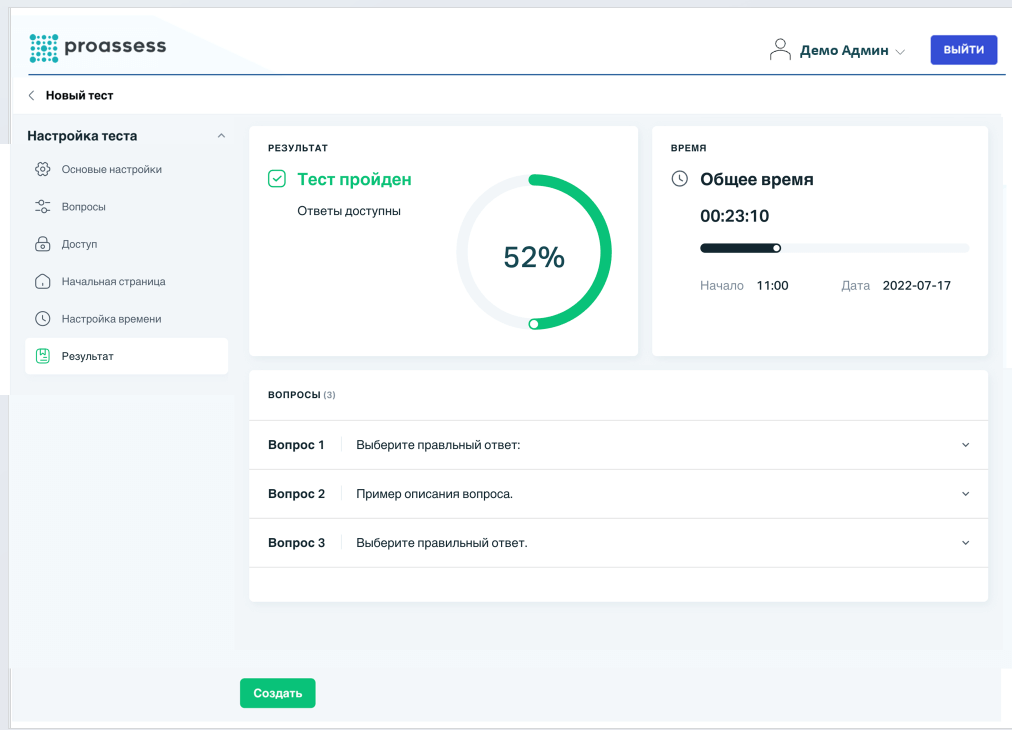 proassess
Демо Админ
ВЫЙТИ
Новый тест
Настройка теста
Основые настройки
Вопросы
Доступ
Начальная страница
Настройка времени
Результат
РЕЗУЛЬТАТ
Тест пройден
Ответы доступны
52%
ВРЕМЯ
Общее время
00:23:10
Начало 11:00 Дата 2022-07-17
ВОПРОСЫ (3)
Вопрос 1 Выберите правльный ответ:
Вопрос 2 Пример описания вопроса.
Вопрос 3 Выберите правильный ответ.
Создать